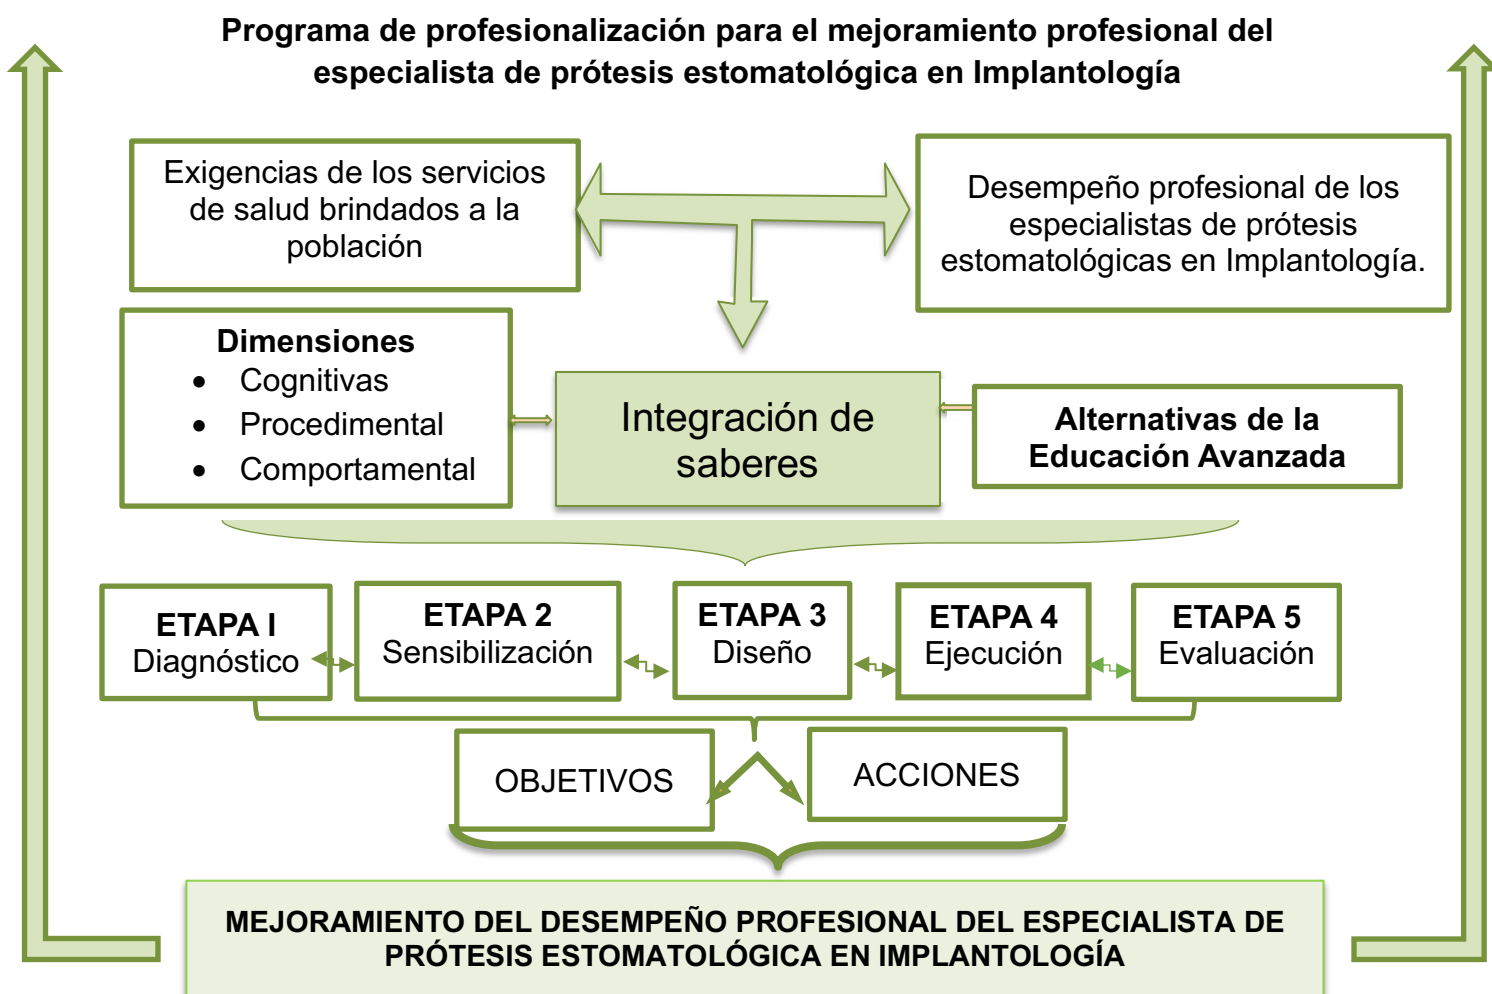 Programa de profesionalización para el mejoramiento profesional del
especialista de prótesis estomatológica en Implantología
Exigencias de los servicios
de salud brindados a la
población
Desempeño profesional de los
especialistas de prótesis
estomatológicas en Implantología.
Dimensiones
• Cognitivas
• Procedimental
• Comportamental
Integración de
saberes
Alternativas de la
Educación Avanzada
ETAPA I
Diagnóstico
ETAPA 2
Sensibilización
ETAPA 3
Diseño
ETAPA 4
Ejecución
ETAPA 5
Evaluación
OBJETIVOS
ACCIONES
MEJORAMIENTO DEL DESEMPEÑO PROFESIONAL DEL ESPECIALISTA DE
PRÓTESIS ESTOMATOLÓGICA EN IMPLANTOLOGÍA